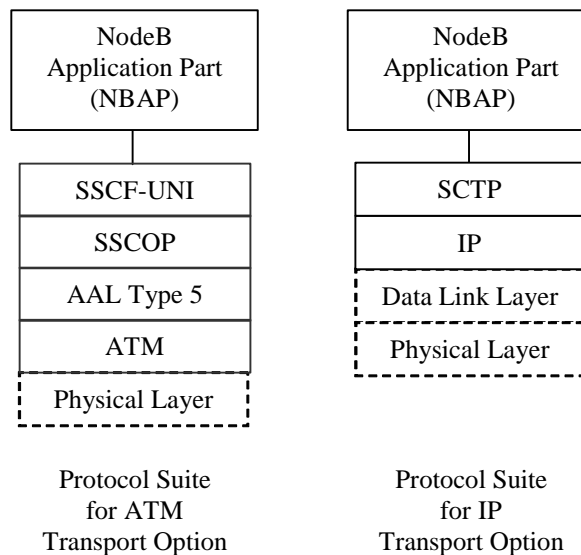 NodeB
Application Part
(NBAP)
SSCF-UNI
SSCOP
AAL Type 5
ATM
Physical Layer
Protocol Suite
for ATM
Transport Option
NodeB
Application Part
(NBAP)
SCTP
IP
Data Link Layer
Physical Layer
Protocol Suite
for IP
Transport Option